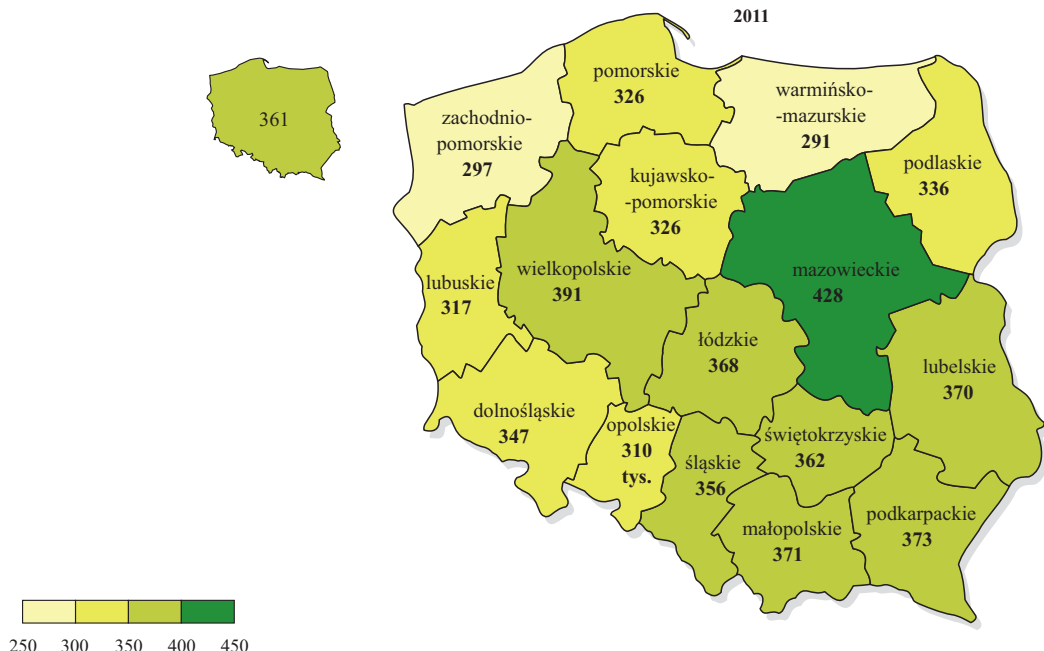 2011
361
pomorskie
326
warmińsko-
-mazurskie
291
zachodnio-
pomorskie
297
podlaskie
336
kujawsko-
-pomorskie
326
mazowieckie
428
wielkopolskie
391
lubuskie
317
łódzkie
368
lubelskie
370
dolnośląskie
347
opolskie
310
tys.
świętokrzyskie
362
śląskie
356
podkarpackie
373
małopolskie
371
250 300 350 400 450